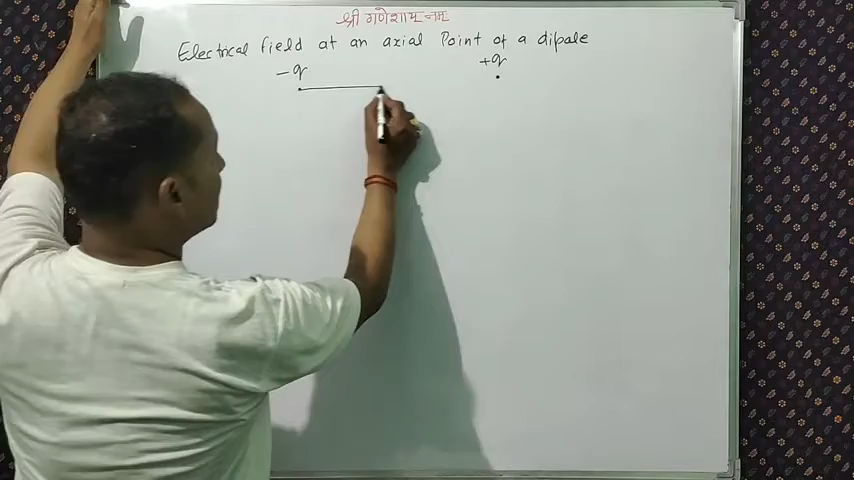 श्री गणेशाय नमः
Electrical field at an axial Point of a dipole
-q +q